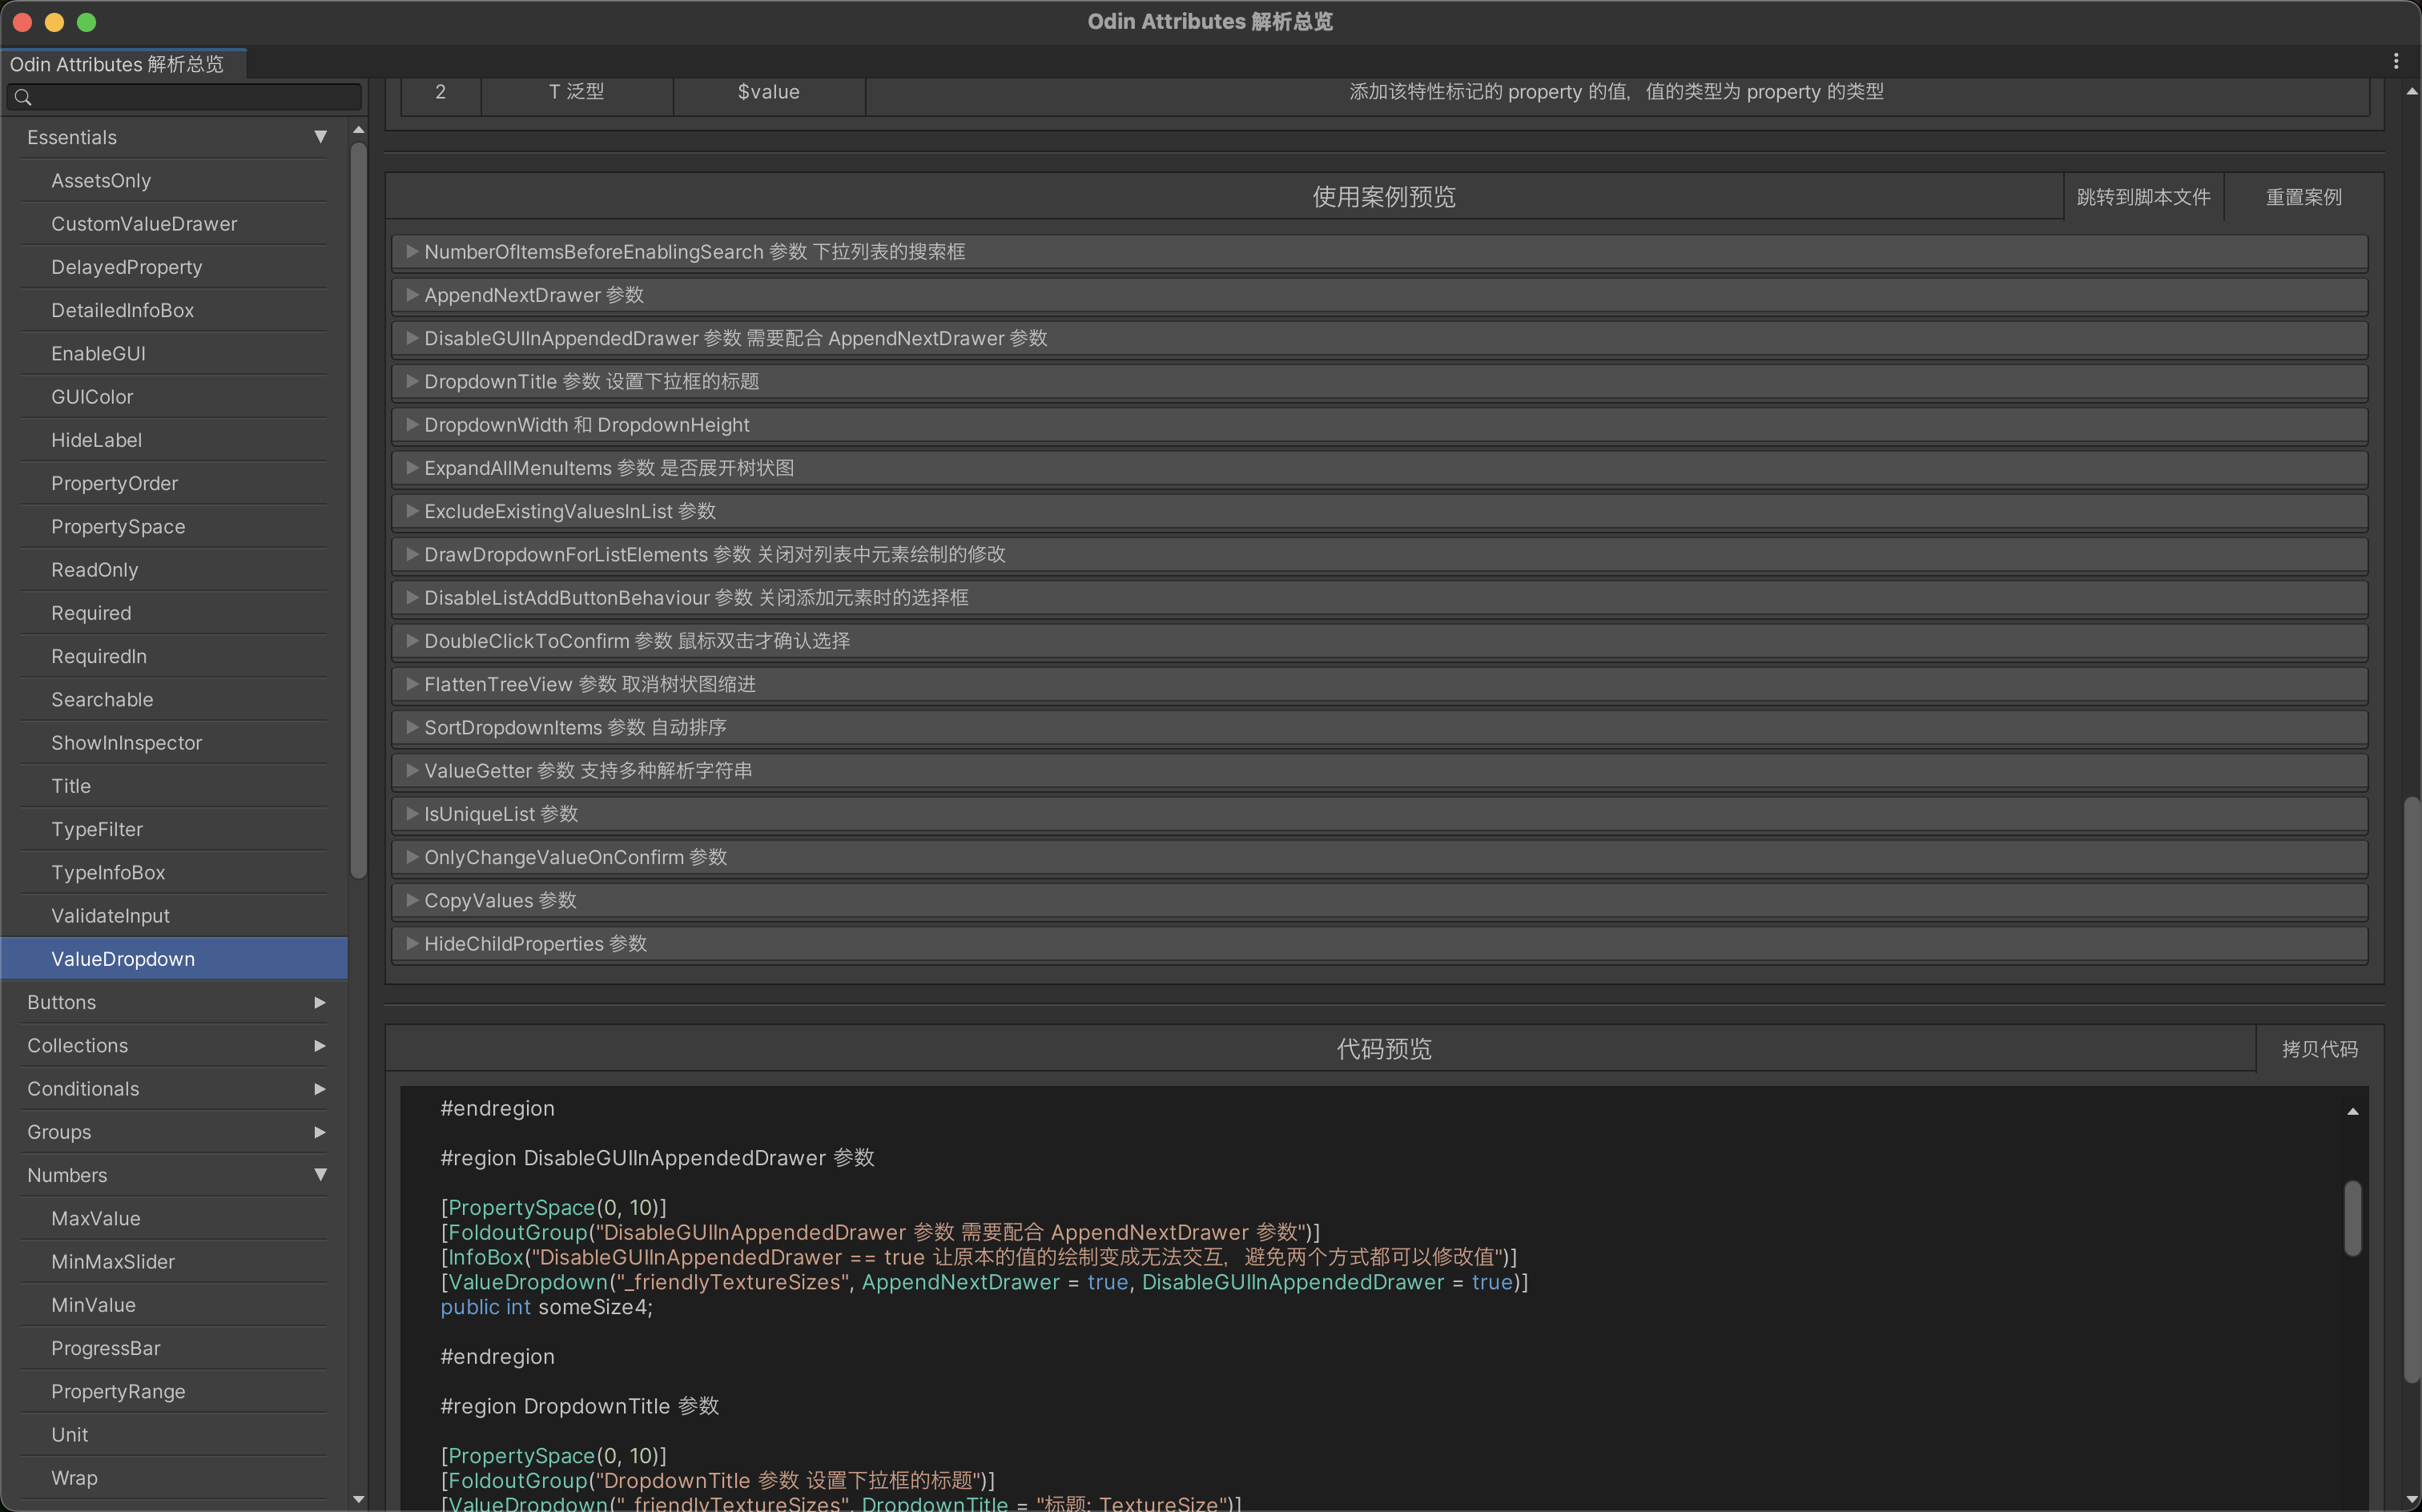 Odin Attributes 解析总览
Odin Attributes 解析总览
Essentials
AssetsOnly
CustomValueDrawer
DelayedProperty
DetailedInfoBox
EnableGUI
GUIColor
HideLabel
PropertyOrder
PropertySpace
ReadOnly
Required
RequiredIn
Searchable
ShowInInspector
Title
TypeFilter
TypeInfoBox
ValidateInput
ValueDropdown
Buttons
Collections
Conditionals
Groups
Numbers
MaxValue
MinMaxSlider
MinValue
ProgressBar
PropertyRange
Unit
Wrap
2 T 泛型 $value 添加该特性标记的 property 的值，值的类型为 property 的类型
使用案例预览 跳转到脚本文件 重置案例
NumberOfItemsBeforeEnablingSearch 参数 下拉列表的搜索框
AppendNextDrawer 参数
DisableGUIInAppendedDrawer 参数 需要配合 AppendNextDrawer 参数
DropdownTitle 参数 设置下拉框的标题
DropdownWidth 和 DropdownHeight
ExpandAllMenuItems 参数 是否展开树状图
ExcludeExistingValuesInList 参数
DrawDropdownForListElements 参数 关闭对列表中元素绘制的修改
DisableListAddButtonBehaviour 参数 关闭添加元素时的选择框
DoubleClickToConfirm 参数 鼠标双击才确认选择
FlattenTreeView 参数 取消树状图缩进
SortDropdownItems 参数 自动排序
ValueGetter 参数 支持多种解析字符串
IsUniqueList 参数
OnlyChangeValueOnConfirm 参数
CopyValues 参数
HideChildProperties 参数
代码预览 拷贝代码
#endregion
#region DisableGUIInAppendedDrawer 参数
[PropertySpace(0, 10)]
[FoldoutGroup("DisableGUIInAppendedDrawer 参数 需要配合 AppendNextDrawer 参数")]
[InfoBox("DisableGUIInAppendedDrawer == true 让原本的值的绘制变成无法交互，避免两个方式都可以修改值")]
[ValueDropdown("_friendlyTextureSizes", AppendNextDrawer = true, DisableGUIInAppendedDrawer = true)]
public int someSize4;
#endregion
#region DropdownTitle 参数
[PropertySpace(0, 10)]
[FoldoutGroup("DropdownTitle 参数 设置下拉框的标题")]
[ValueDropdown("_friendlyTextureSizes", DropdownTitle = "标题: TextureSize")]